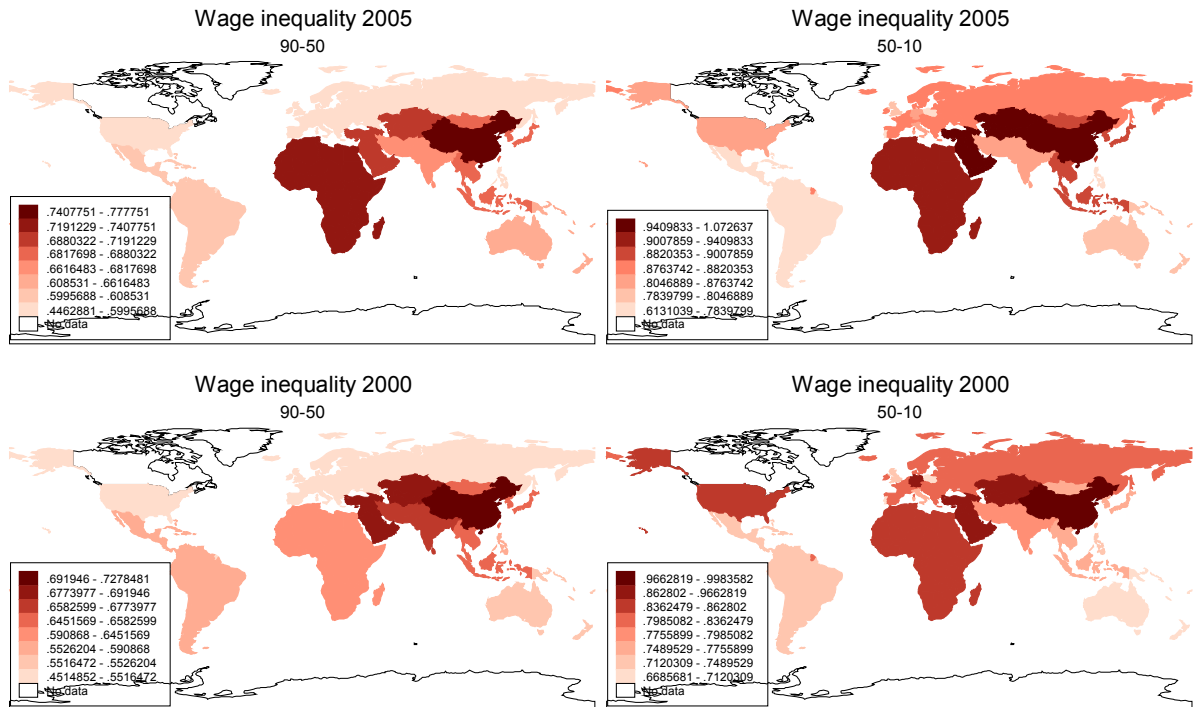 Wage inequality 2005
90-50
.7407751 - .777751
.7191229 - .7407751
.6880322 - .7191229
.6817698 - .6880322
.6616483 - .6817698
.608531 - .6616483
.5995688 - .608531
.4462881 - .5995688
No data
Wage inequality 2005
50-10
.9409833 - 1.072637
.9007859 - .9409833
.8820353 - .9007859
.8763742 - .8820353
.8046889 - .8763742
.7839799 - .8046889
.6131039 - .7839799
No data
Wage inequality 2000
90-50
.691946 - .7278481
.6773977 - .691946
.6582599 - .6773977
.6451569 - .6582599
.590868 - .6451569
.5526204 - .590868
.5516472 - .5526204
.4514852 - .5516472
No data
Wage inequality 2000
50-10
.9662819 - .9983582
.862802 - .9662819
.8362479 - .862802
.7985082 - .8362479
.7755899 - .7985082
.7489529 - .7755899
.7120309 - .7489529
.6685681 - .7120309
No data